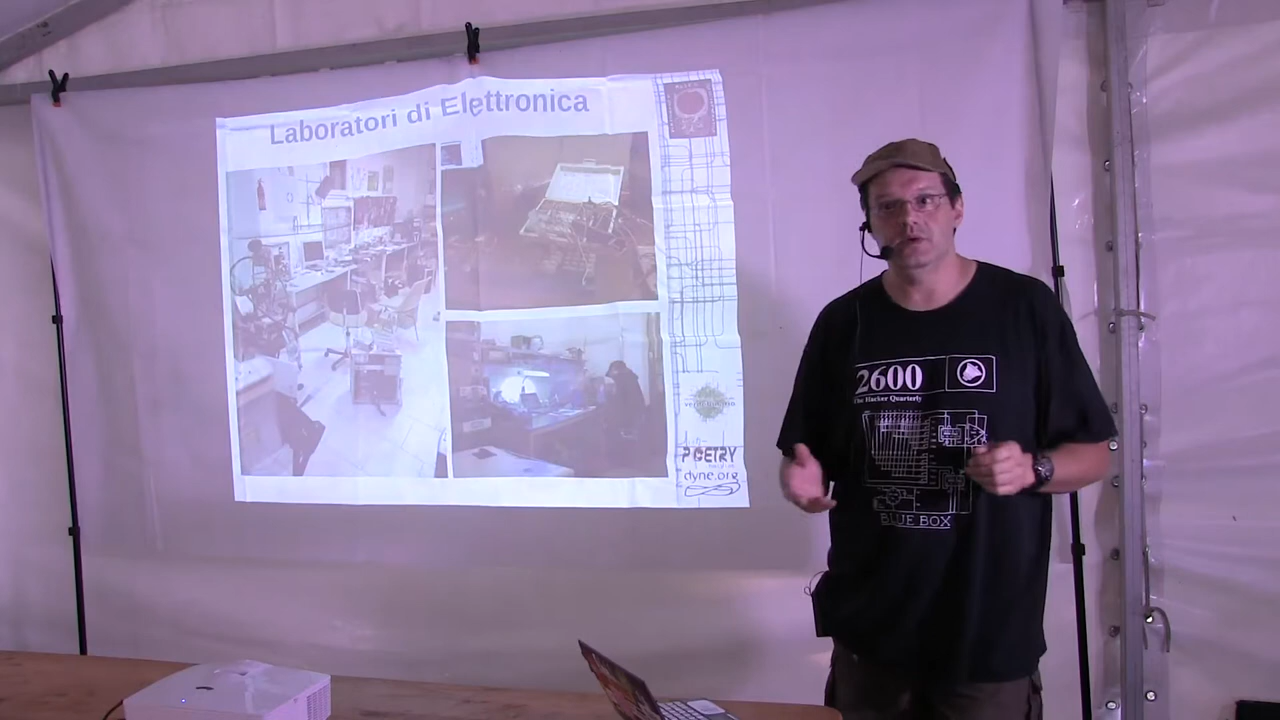 Laboratori di Elettronica
POETRY
dyne.org
2600
The Hacker Quarterly
BLUE BOX